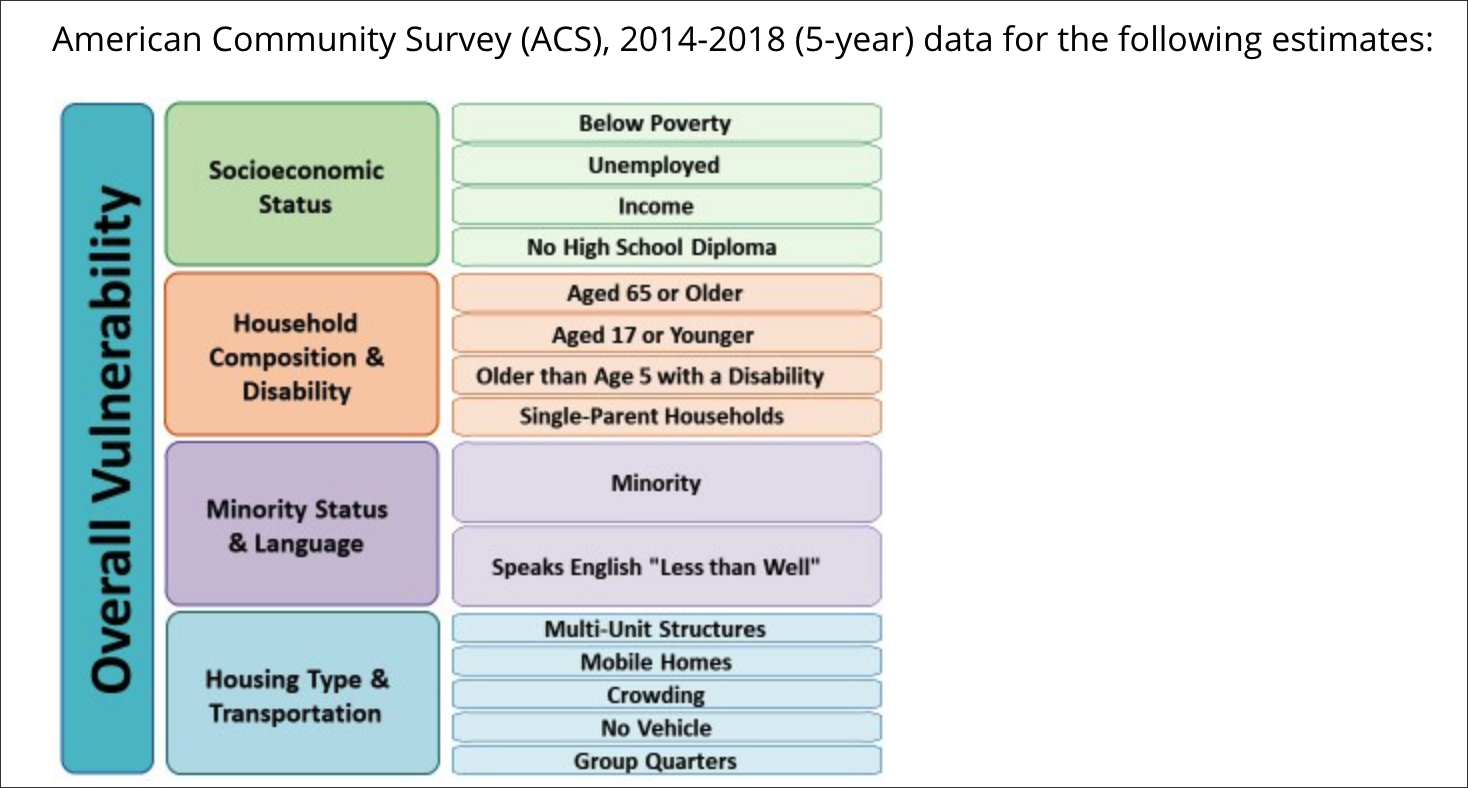 American Community Survey (ACS), 2014-2018 (5-year) data for the following estimates:
Overall Vulnerability
Socioeconomic
Status
Below Poverty
Unemployed
Income
No High School Diploma
Household
Composition &
Disability
Aged 65 or Older
Aged 17 or Younger
Older than Age 5 with a Disability
Single-Parent Households
Minority Status
& Language
Minority
Speaks English "Less than Well"
Housing Type &
Transportation
Multi-Unit Structures
Mobile Homes
Crowding
No Vehicle
Group Quarters